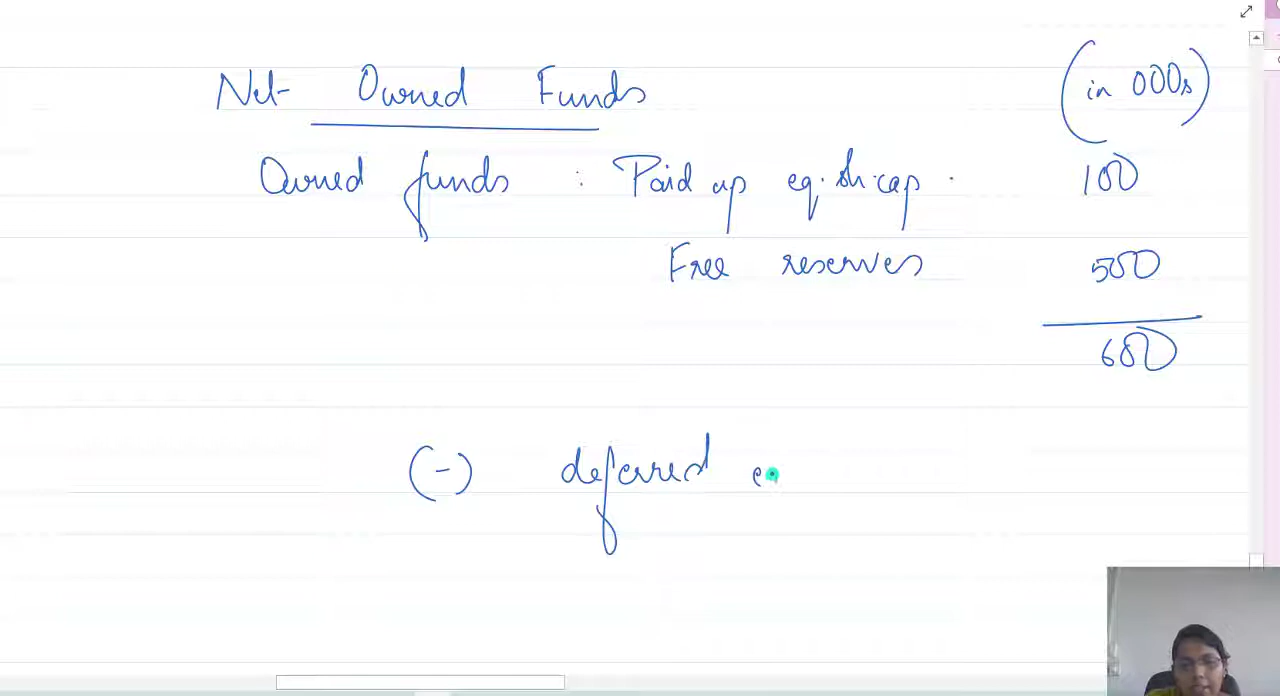 Net Owned Funds (in 000s)
Owned funds : Paid up eq. sh. cap. 100
Free reserves 500
600
(-) deferred e